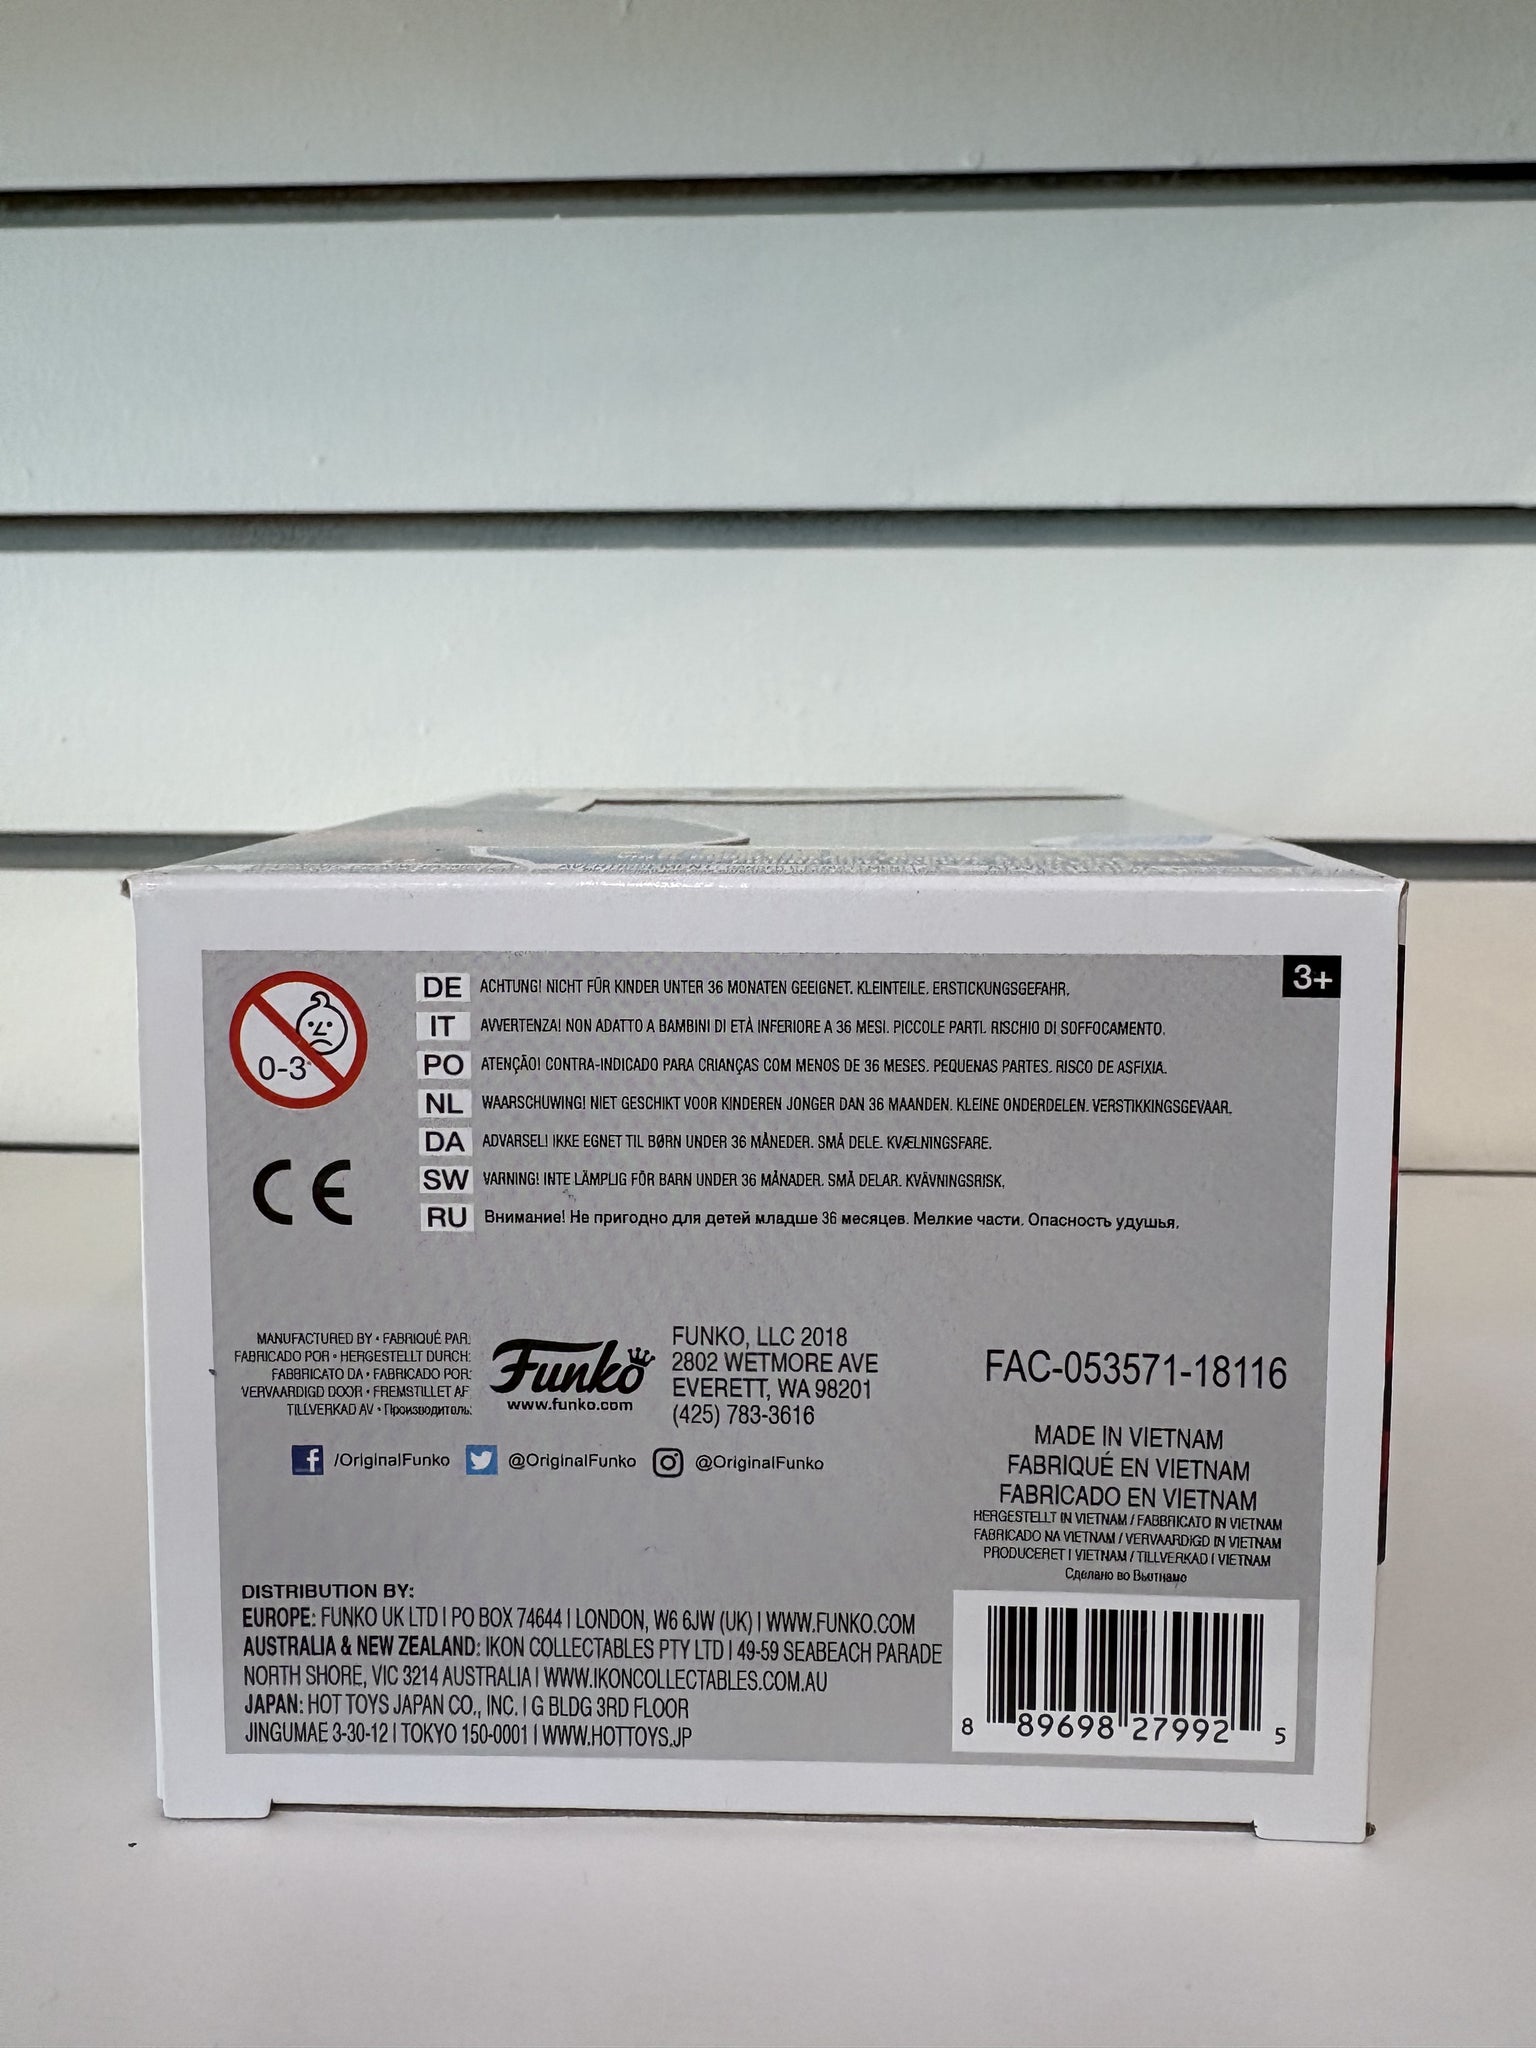 3+
0-3
DE ACHTUNG! NICHT FÜR KINDER UNTER 36 MONATEN GEEIGNET. KLEINTEILE. ERSTICKUNGSGEFAHR.
IT AVVERTENZA! NON ADATTO A BAMBINI DI ETÀ INFERIORE A 36 MESI. PICCOLE PARTI. RISCHIO DI SOFFOCAMENTO.
PO ATENÇÃO! CONTRA-INDICADO PARA CRIANÇAS COM MENOS DE 36 MESES. PEQUENAS PARTES. RISCO DE ASFIXIA.
NL WAARSCHUWING! NIET GESCHIKT VOOR KINDEREN JONGER DAN 36 MAANDEN. KLEINE ONDERDELEN. VERSTIKKINGSGEVAAR.
DA ADVARSEL! IKKE EGNET TIL BØRN UNDER 36 MÅNEDER. SMÅ DELE. KVÆLNINGSFARE.
SW VARNING! INTE LÄMPLIG FÖR BARN UNDER 36 MÅNADER. SMÅ DELAR. KVÄVNINGSRISK.
RU Внимание! Не пригодно для детей младше 36 месяцев. Мелкие части. Опасность удушья.
CE
MANUFACTURED BY • FABRIQUÉ PAR:
FABRICADO POR • HERGESTELLT DURCH:
FABBRICATO DA • FABRICADO POR:
VERVAARDIGD DOOR • FREMSTILLET AF
TILLVERKAD AV • Производитель:
Funko
www.funko.com
FUNKO, LLC 2018
2802 WETMORE AVE
EVERETT, WA 98201
(425) 783-3616
/OriginalFunko @OriginalFunko @OriginalFunko
FAC-053571-18116
MADE IN VIETNAM
FABRIQUÉ EN VIETNAM
FABRICADO EN VIETNAM
HERGESTELLT IN VIETNAM / FABBRICATO IN VIETNAM
FABRICADO NA VIETNAM / VERVAARDIGD IN VIETNAM
PRODUCERET I VIETNAM / TILLVERKAD I VIETNAM
Сделано во Вьетнаме
DISTRIBUTION BY:
EUROPE: FUNKO UK LTD | PO BOX 74644 | LONDON, W6 6JW (UK) | WWW.FUNKO.COM
AUSTRALIA & NEW ZEALAND: IKON COLLECTABLES PTY LTD | 49-59 SEABEACH PARADE
NORTH SHORE, VIC 3214 AUSTRALIA | WWW.IKONCOLLECTABLES.COM.AU
JAPAN: HOT TOYS JAPAN CO., INC. | G BLDG 3RD FLOOR
JINGUMAE 3-30-12 | TOKYO 150-0001 | WWW.HOTTOYS.JP
8 89698 27992 5